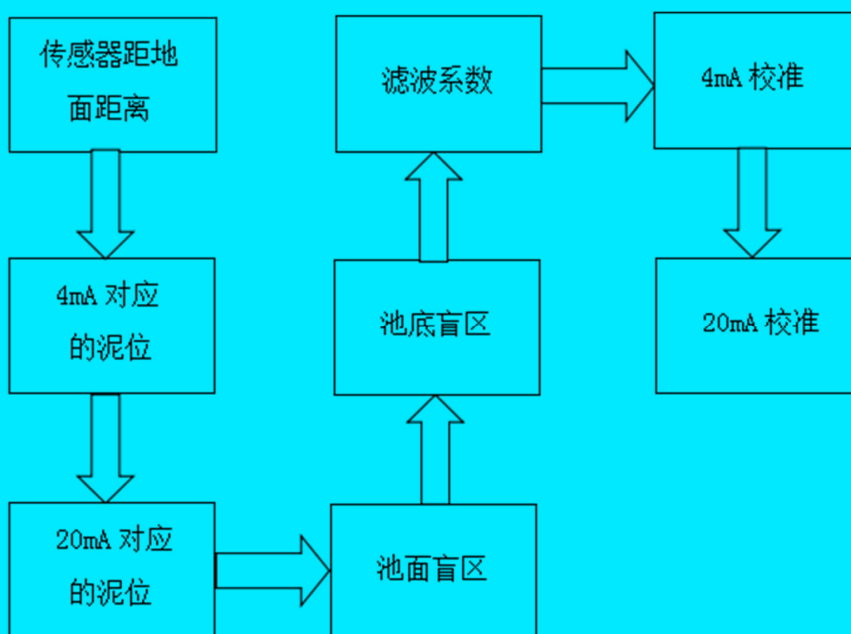 传感器距地
面距离
4mA 对应
的泥位
20mA 对应
的泥位
池面盲区
池底盲区
滤波系数
4mA 校准
20mA 校准